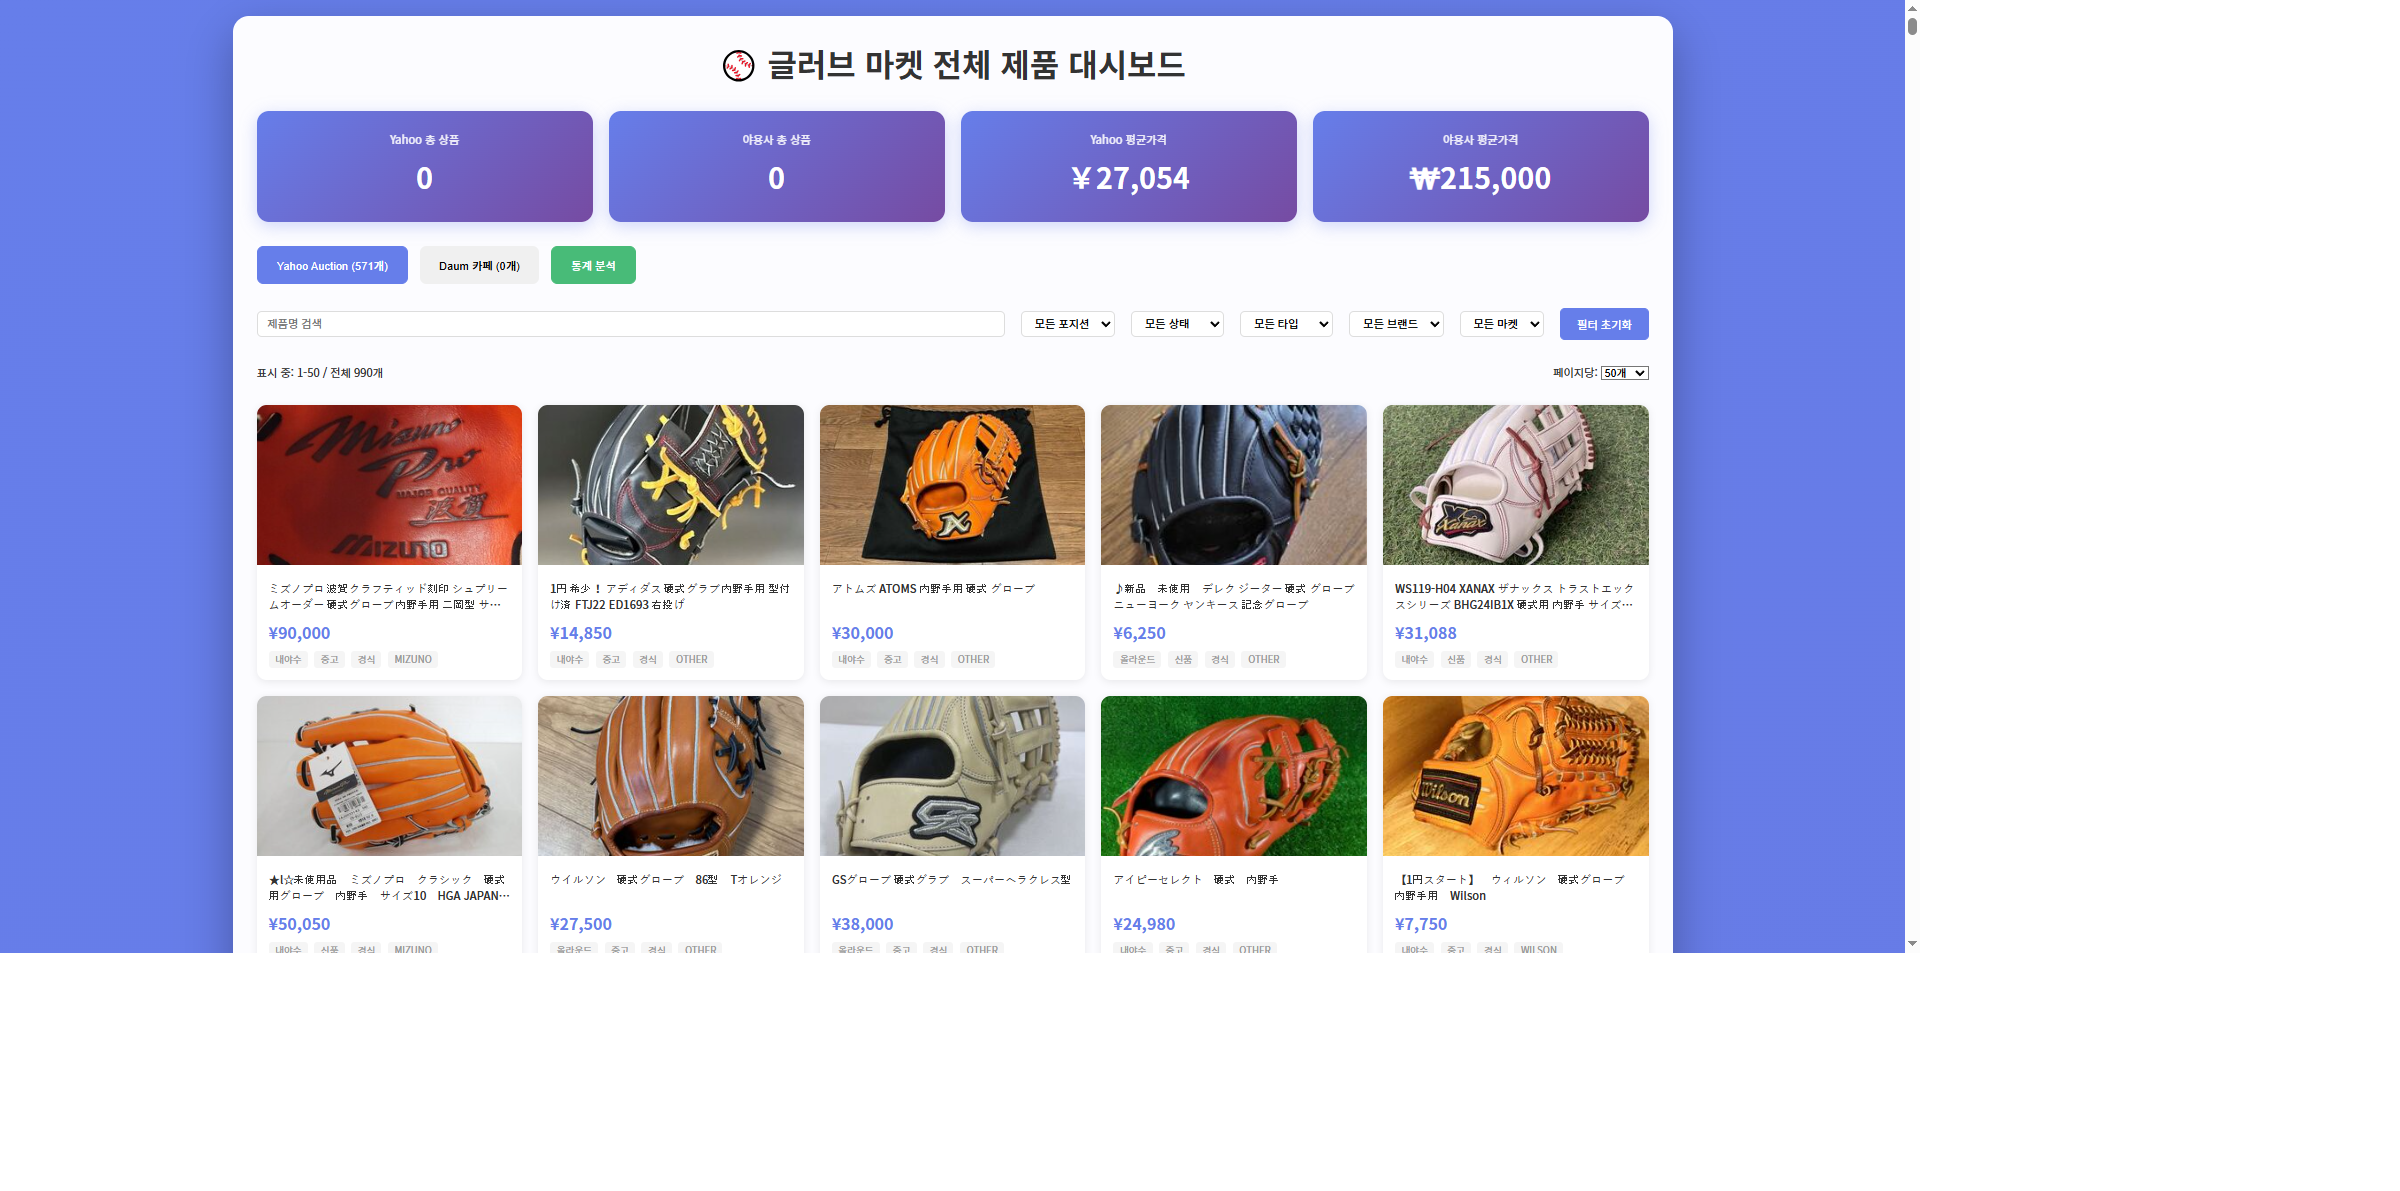 글러브 마켓 전체 제품 대시보드
Yahoo 총 상품
0
야용사 총 상품
0
Yahoo 평균가격
¥27,054
야용사 평균가격
₩215,000
Yahoo Auction (571개)
Daum 카페 (0개)
통계 분석
제품명 검색
모든 포지션
모든 상태
모든 타입
모든 브랜드
모든 마켓
필터 초기화
표시 중: 1-50 / 전체 990개
페이지당: 50개
Mizuno
Pro
MAJOR QUALITY
波賀
MIZUNO
Xanax
ミズノプロ 波賀クラフティッド刻印 シュプリー
ムオーダー 硬式グローブ内野手用 二岡型 サ…
¥90,000
내야수 중고 경식 MIZUNO
1円 希少！ アディダス 硬式グラブ内野手用 型付
け済 FTJ22 ED1693 右投げ
¥14,850
내야수 중고 경식 OTHER
アトムズ ATOMS 内野手用 硬式 グローブ
¥30,000
내야수 중고 경식 OTHER
♪新品　未使用　デレク ジーター 硬式 グローブ
ニューヨーク ヤンキース 記念グローブ
¥6,250
올라운드 신품 경식 OTHER
WS119-H04 XANAX ザナックス トラストエック
スシリーズ BHG24IB1X 硬式用 内野手 サイズ…
¥31,088
내야수 신품 경식 OTHER
Wilson
★l☆未使用品　ミズノプロ　クラシック　硬式
用グローブ　内野手　サイズ10　HGA JAPAN…
¥50,050
내야수 신품 경식 MIZUNO
ウイルソン　硬式グローブ　86型　Tオレンジ
¥27,500
올라운드 중고 경식 OTHER
GSグローブ 硬式グラブ　スーパーヘラクレス型
¥38,000
올라운드 중고 경식 OTHER
アイピーセレクト　硬式　内野手
¥24,980
내야수 중고 경식 OTHER
【1円スタート】　ウィルソン　硬式グローブ
内野手用　Wilson
¥7,750
내야수 중고 경식 WILSON